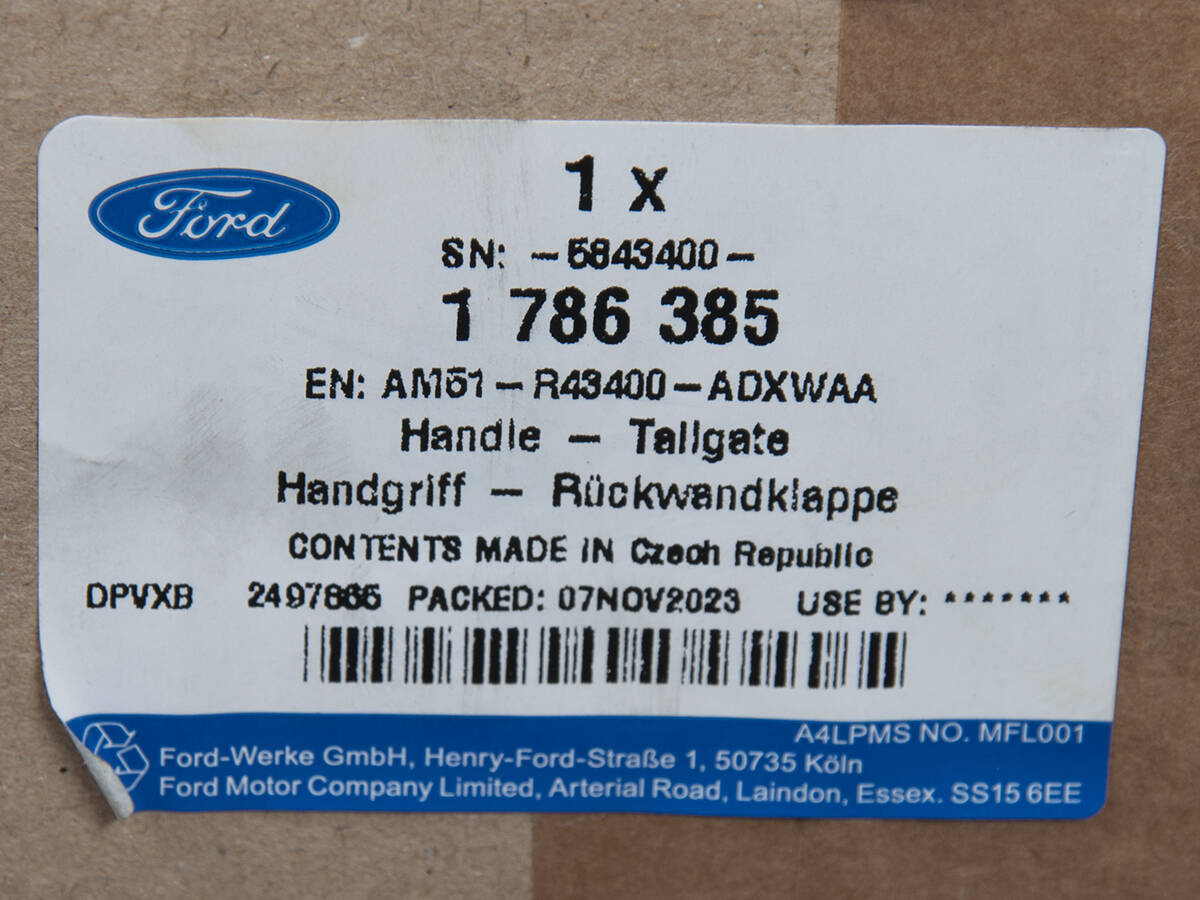 Ford
1 x
SN: -5843400-
1 786 385
EN: AM51-R43400-ADXWAA
Handle - Tailgate
Handgriff - Rückwandklappe
CONTENTS MADE IN Czech Republic
DPVXB 2497866 PACKED: 07NOV2023 USE BY: *******
A4LPMS NO. MFL001
Ford-Werke GmbH, Henry-Ford-Straße 1, 50735 Köln
Ford Motor Company Limited, Arterial Road, Laindon, Essex. SS15 6EE